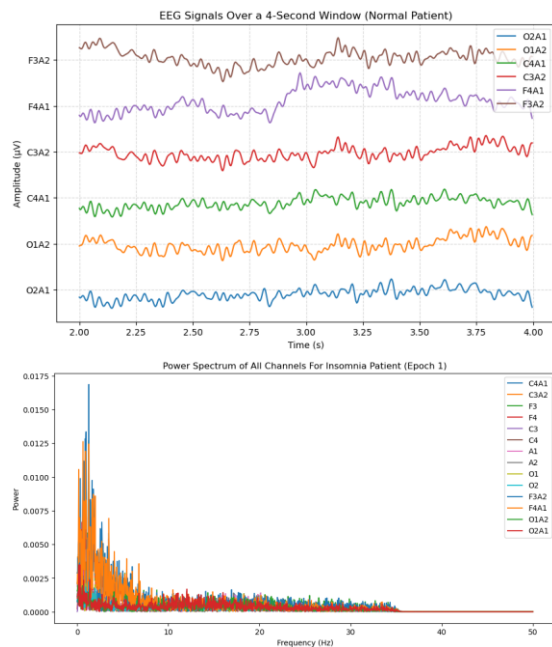 EEG Signals Over a 4-Second Window (Normal Patient)
O2A1
O1A2
C4A1
C3A2
F4A1
F3A2
F3A2
F4A1
C3A2
C4A1
O1A2
O2A1
Amplitude (μV)
2.00 2.25 2.50 2.75 3.00 3.25 3.50 3.75 4.00
Time (s)
Power Spectrum of All Channels For Insomnia Patient (Epoch 1)
C4A1
C3A2
F3
F4
C3
C4
A1
A2
O1
O2
F3A2
F4A1
O1A2
O2A1
0.0175
0.0150
0.0125
0.0100
0.0075
0.0050
0.0025
0.0000
Power
0 10 20 30 40 50
Frequency (Hz)